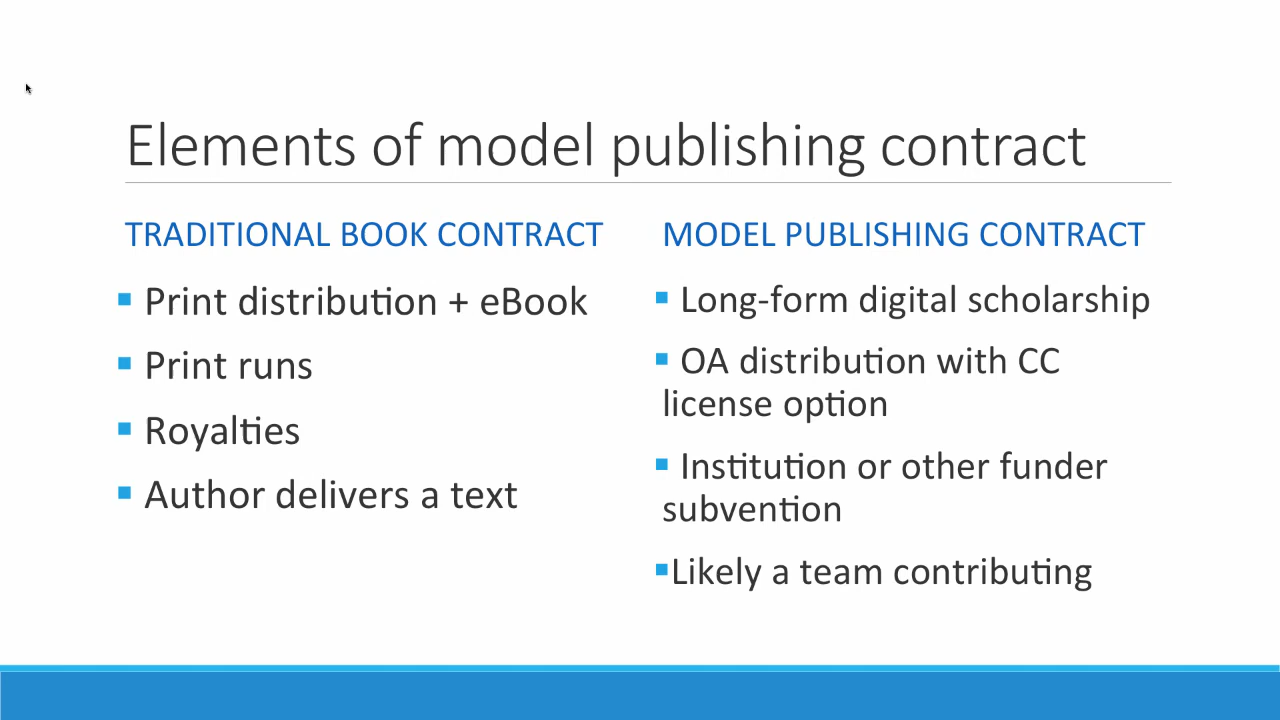 Elements of model publishing contract
TRADITIONAL BOOK CONTRACT
▪ Print distribution + eBook
▪ Print runs
▪ Royalties
▪ Author delivers a text
MODEL PUBLISHING CONTRACT
▪ Long-form digital scholarship
▪ OA distribution with CC
license option
▪ Institution or other funder
subvention
▪Likely a team contributing